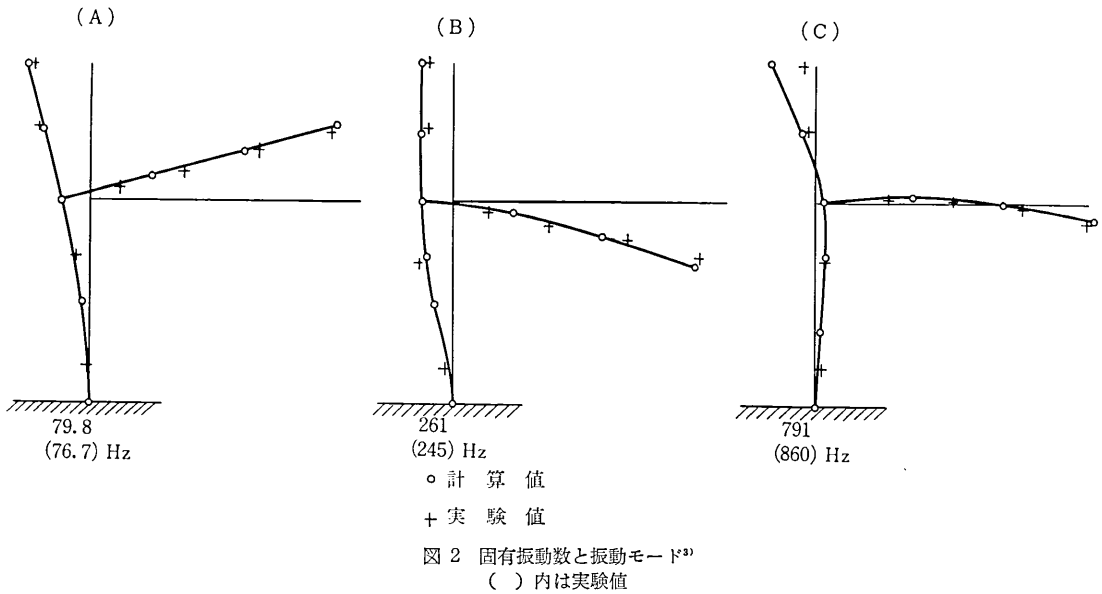 (A)
(B)
(C)
79.8
(76.7) Hz
261
(245) Hz
791
(860) Hz
計 算 値
実 験 値
図 2 固有振動数と振動モード³⁾
( )内は実験値